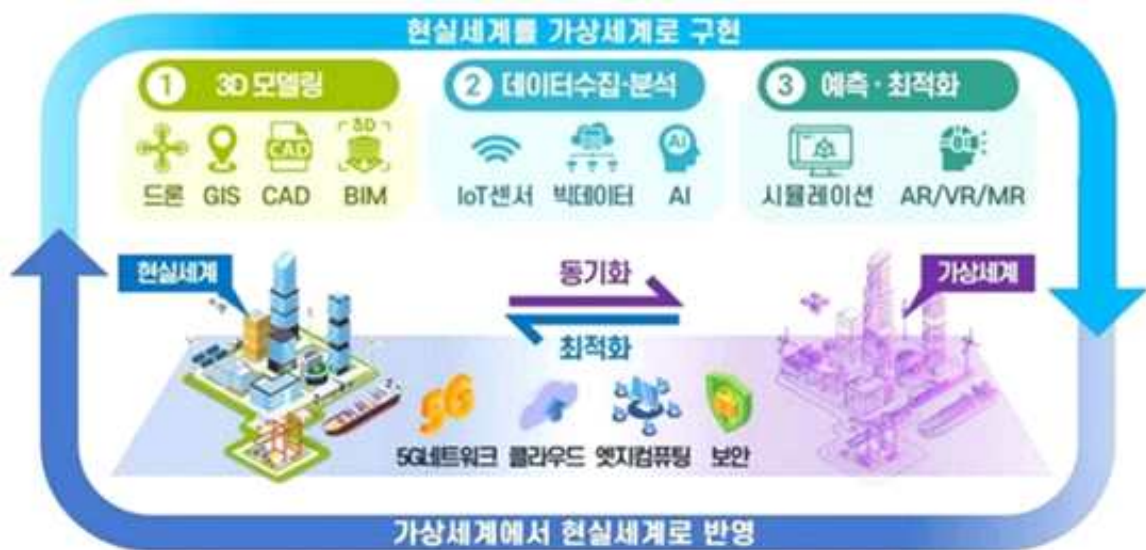 현실세계를 가상세계로 구현
1 3D 모델링
2 데이터수집·분석
3 예측·최적화
CAD
3D
AI
드론 GIS CAD BIM
IoT센서 빅데이터 AI
시뮬레이션 AR/VR/MR
현실세계
동기화
가상세계
최적화
5G
5G네트워크 클라우드 엣지컴퓨팅 보안
가상세계에서 현실세계로 반영